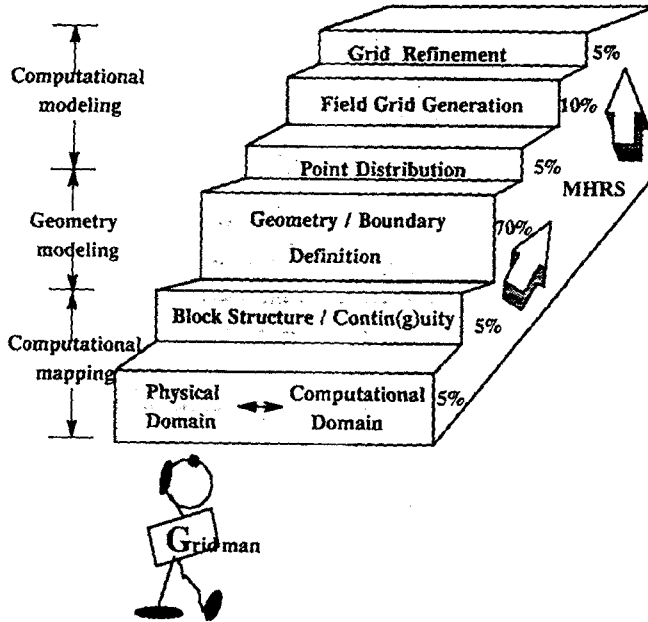 Grid Refinement
5%
Computational
modeling
Field Grid Generation
10%
Point Distribution
5%
MHRS
Geometry
modeling
Geometry / Boundary
Definition
70%
Block Structure / Contin(g)uity
5%
Computational
mapping
Physical
Domain
Computational
Domain
5%
Gridman